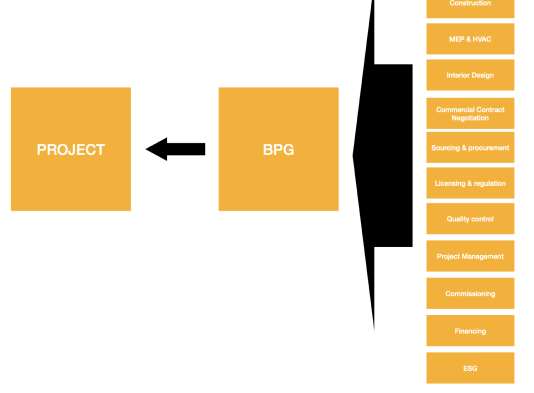 Construction
MEP & HVAC
Interior Design
Commercial Contract
Negotiation
Sourcing & procurement
Licensing & regulation
Quality control
Project Management
Commissioning
Financing
ESG
BPG
PROJECT